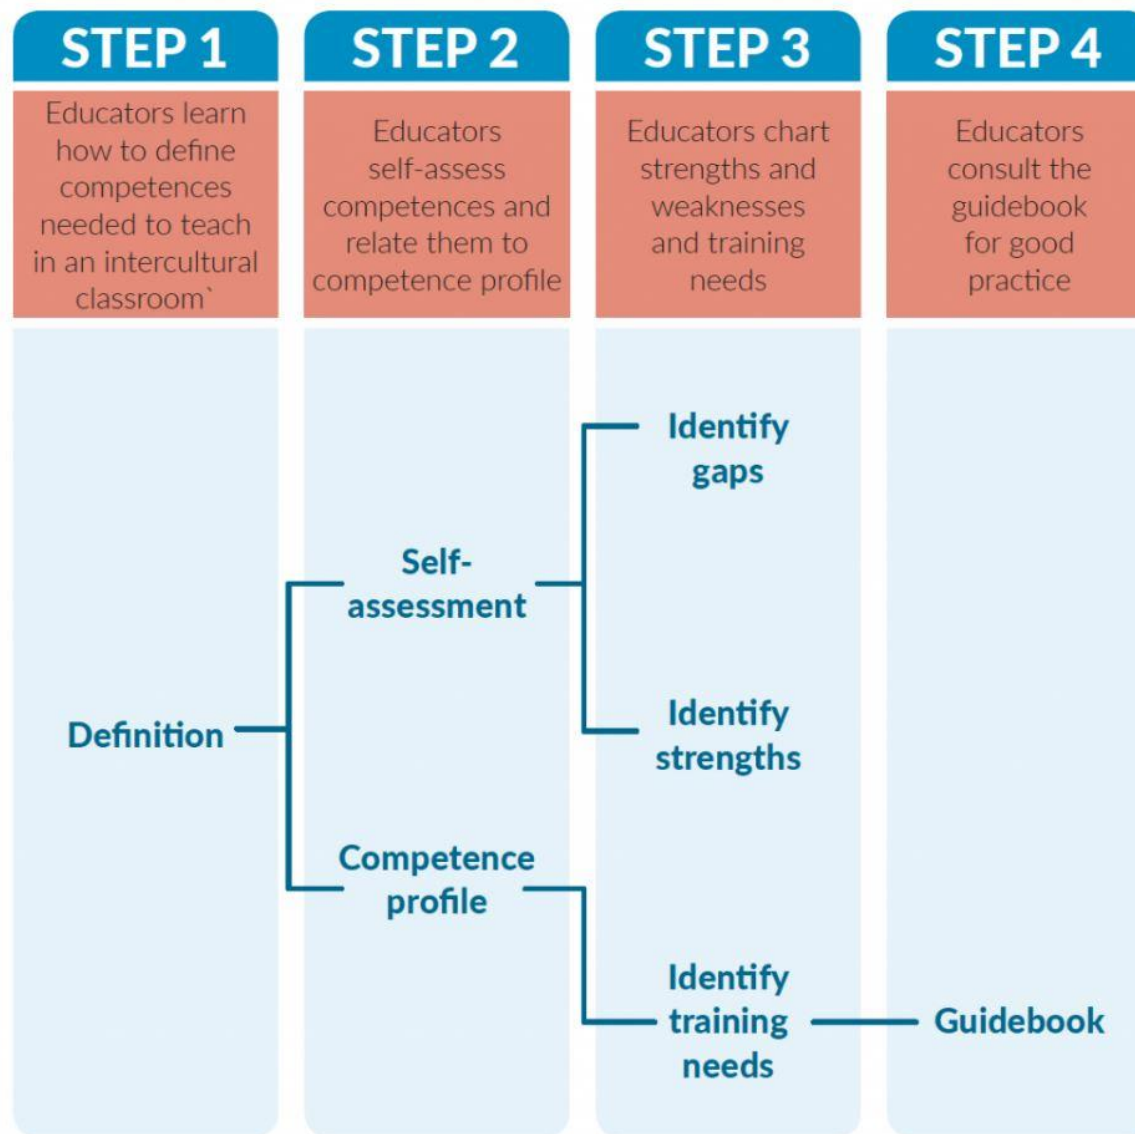 STEP 1
Educators learn
how to define
competences
needed to teach
in an intercultural
classroom`
STEP 2
Educators
self-assess
competences and
relate them to
competence profile
STEP 3
Educators chart
strengths and
weaknesses
and training
needs
STEP 4
Educators
consult the
guidebook
for good
practice
Definition
Self-
assessment
Competence
profile
Identify
gaps
Identify
strengths
Identify
training
needs
Guidebook